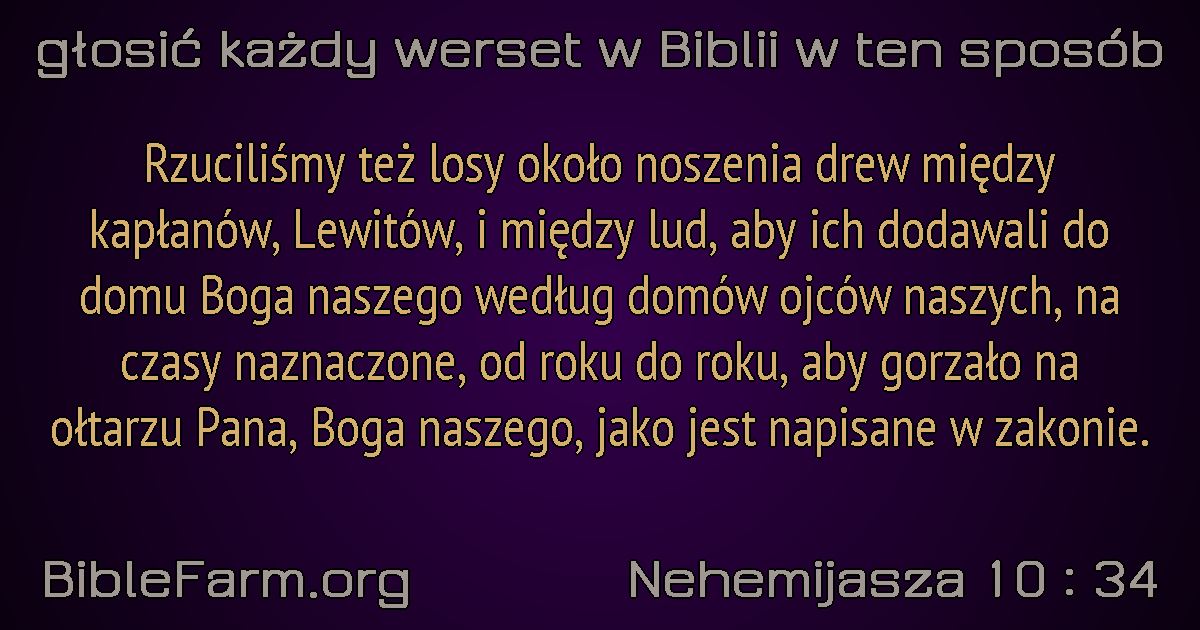 głosić każdy werset w Biblii w ten sposób
Rzuciliśmy też losy około noszenia drew między
kapłanów, Lewitów, i między lud, aby ich dodawali do
domu Boga naszego według domów ojców naszych, na
czasy naznaczone, od roku do roku, aby gorzało na
ołtarzu Pana, Boga naszego, jako jest napisane w zakonie.
BibleFarm.org
Nehemijasza 10 : 34